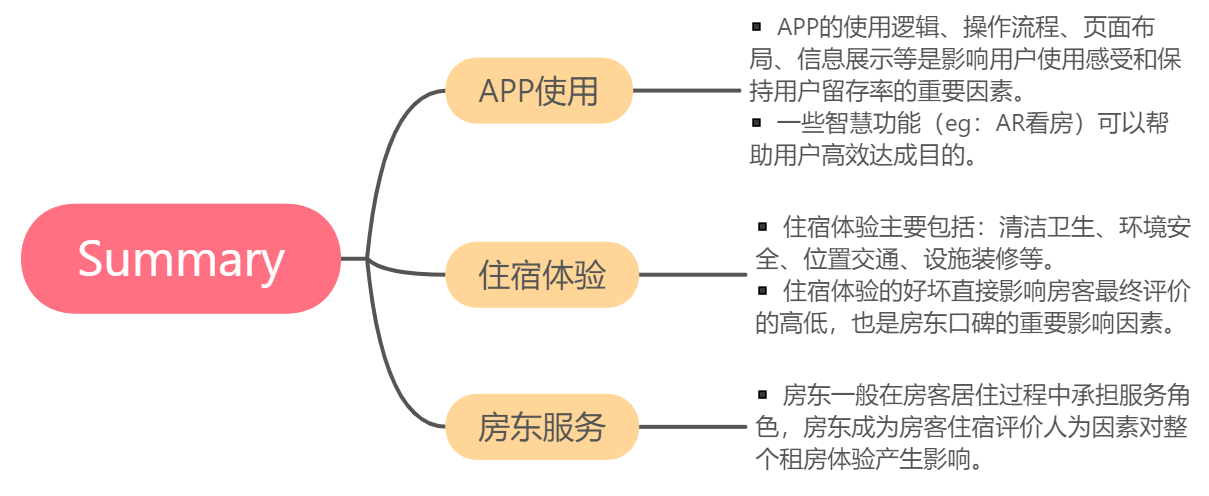 Summary
APP使用
▪ APP的使用逻辑、操作流程、页面布
局、信息展示等是影响用户使用感受和保
持用户留存率的重要因素。
▪ 一些智慧功能（eg：AR看房）可以帮
助用户高效达成目的。
住宿体验
▪ 住宿体验主要包括：清洁卫生、环境安
全、位置交通、设施装修等。
▪ 住宿体验的好坏直接影响房客最终评价
的高低，也是房东口碑的重要影响因素。
房东服务
▪ 房东一般在房客居住过程中承担服务角
色，房东成为房客住宿评价人为因素对整
个租房体验产生影响。